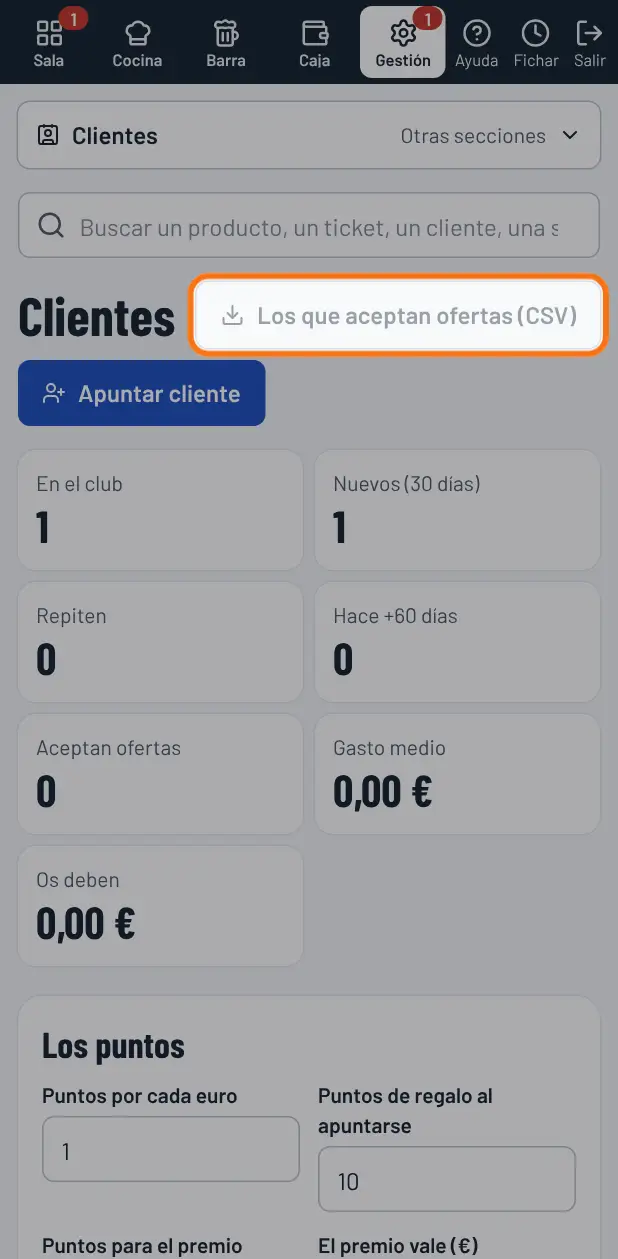 1
1
Sala
Cocina
Barra
Caja
Gestión
Ayuda
Fichar
Salir
Clientes
Otras secciones
Buscar un producto, un ticket, un cliente, una s
Clientes
Los que aceptan ofertas (CSV)
Apuntar cliente
En el club
1
Nuevos (30 días)
1
Repiten
0
Hace +60 días
0
Aceptan ofertas
0
Gasto medio
0,00 €
Os deben
0,00 €
Los puntos
Puntos por cada euro
1
Puntos de regalo al
apuntarse
10
Puntos para el premio
El premio vale (€)